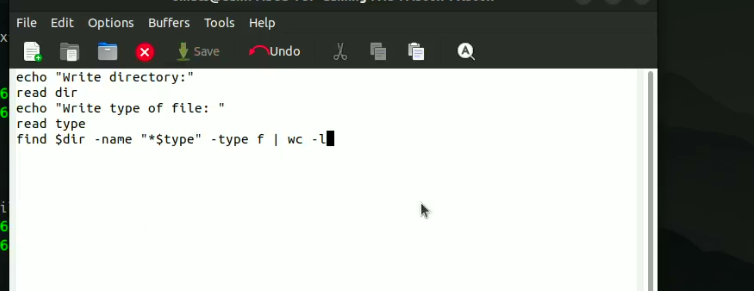 File Edit Options Buffers Tools Help
Save Undo
echo "Write directory:"
read dir
echo "Write type of file: "
read type
find $dir -name "*$type" -type f | wc -l